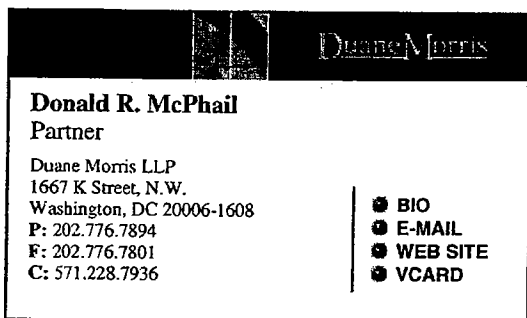 Duane Morris
Donald R. McPhail
Partner
Duane Morris LLP
1667 K Street, N.W.
Washington, DC 20006-1608
P: 202.776.7894
F: 202.776.7801
C: 571.228.7936
BIO
E-MAIL
WEB SITE
VCARD